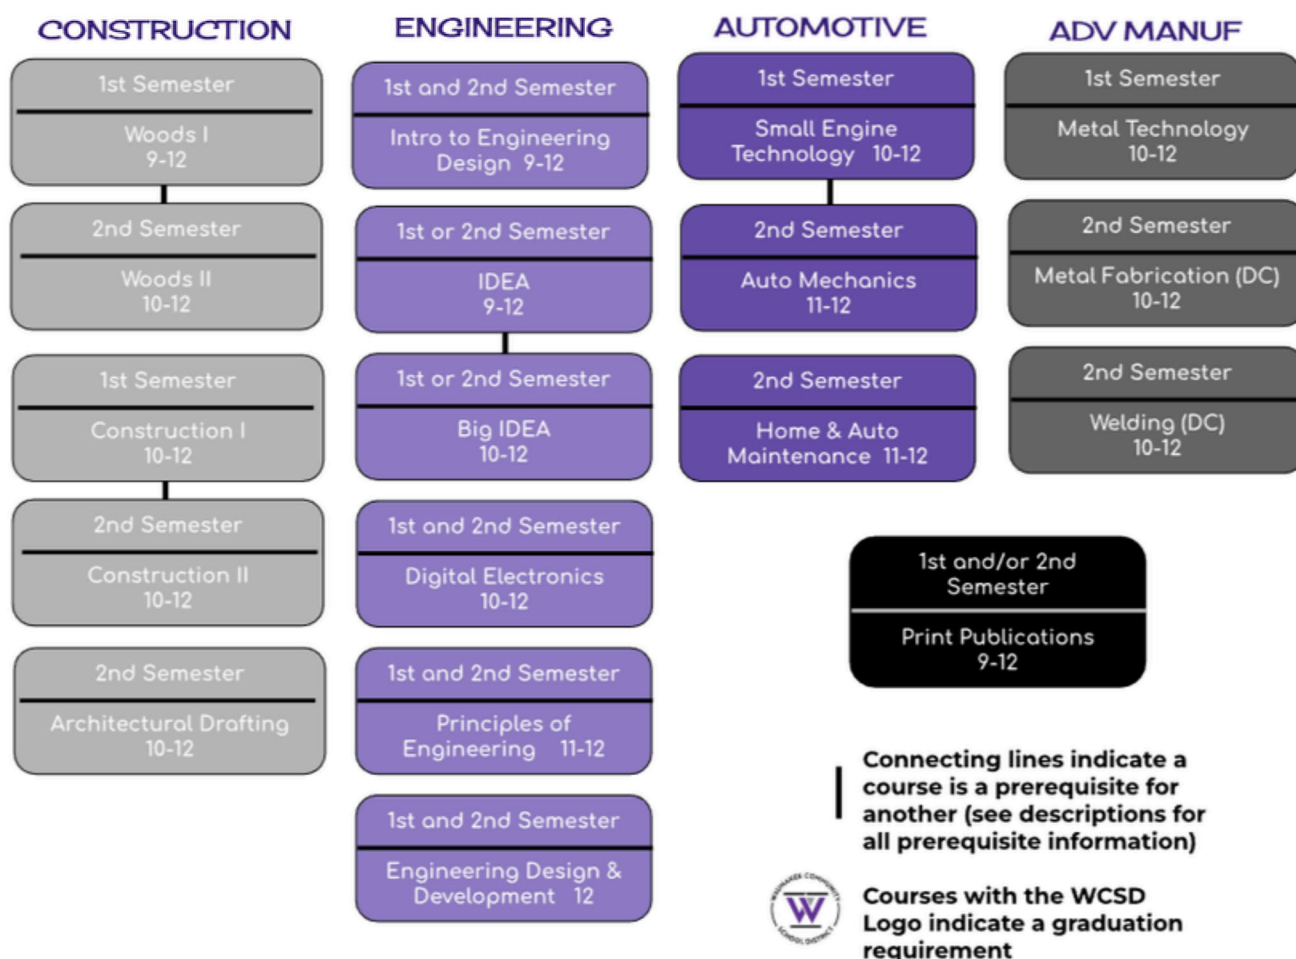 CONSTRUCTION
1st Semester
Woods I
9-12
2nd Semester
Woods II
10-12
1st Semester
Construction I
10-12
2nd Semester
Construction II
10-12
2nd Semester
Architectural Drafting
10-12
ENGINEERING
1st and 2nd Semester
Intro to Engineering
Design 9-12
1st or 2nd Semester
IDEA
9-12
1st or 2nd Semester
Big IDEA
10-12
1st and 2nd Semester
Digital Electronics
10-12
1st and 2nd Semester
Principles of
Engineering 11-12
1st and 2nd Semester
Engineering Design &
Development 12
AUTOMOTIVE
1st Semester
Small Engine
Technology 10-12
2nd Semester
Auto Mechanics
11-12
2nd Semester
Home & Auto
Maintenance 11-12
ADV MANUF
1st Semester
Metal Technology
10-12
2nd Semester
Metal Fabrication (DC)
10-12
2nd Semester
Welding (DC)
10-12
1st and/or 2nd
Semester
Print Publications
9-12
Connecting lines indicate a
course is a prerequisite for
another (see descriptions for
all prerequisite information)
WAUNAKEE COMMUNITY
W
SCHOOL DISTRICT
Courses with the WCSD
Logo indicate a graduation
requirement